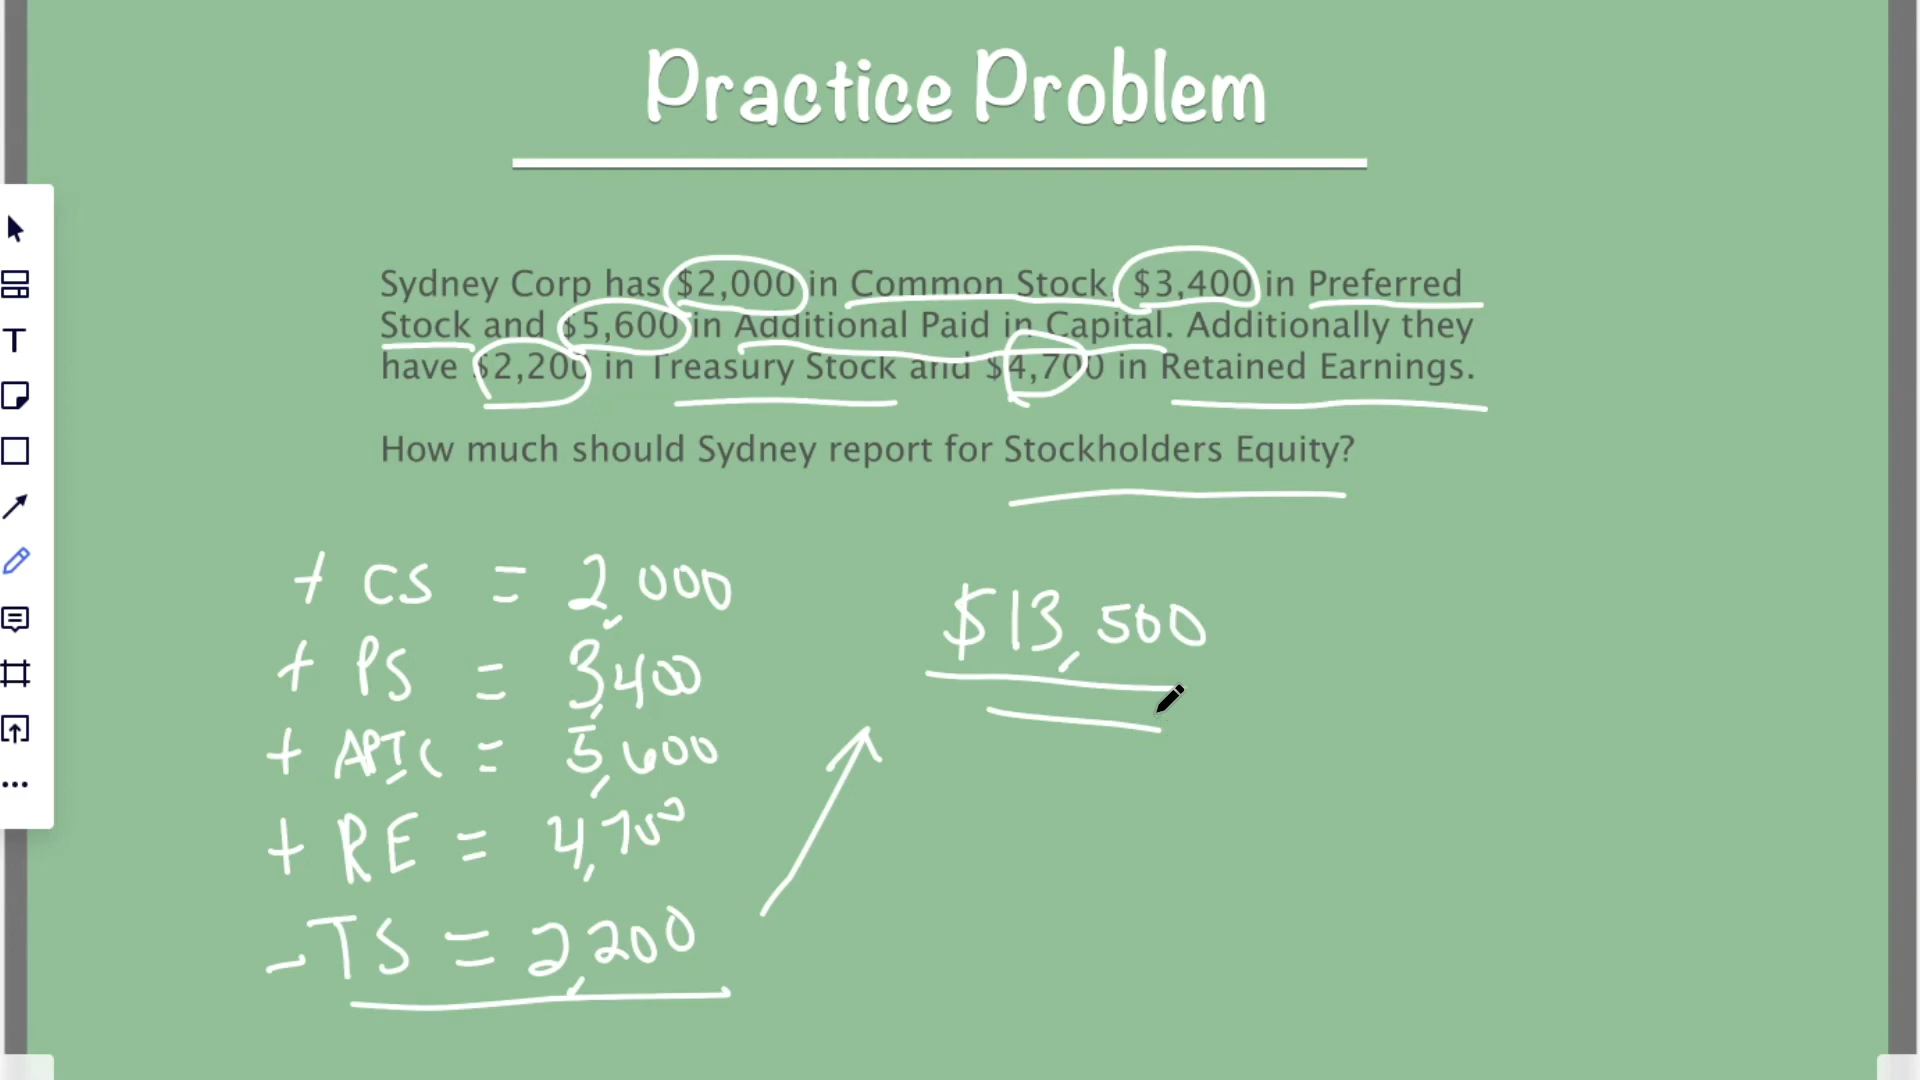 Practice Problem
Sydney Corp has $2,000 in Common Stock, $3,400 in Preferred
Stock and $5,600 in Additional Paid in Capital. Additionally they
have $2,200 in Treasury Stock and $4,700 in Retained Earnings.
How much should Sydney report for Stockholders Equity?
+ CS = 2,000
+ PS = 3,400
+ APIC = 5,600
+ RE = 4,700
- TS = 2,200
$13,500
T